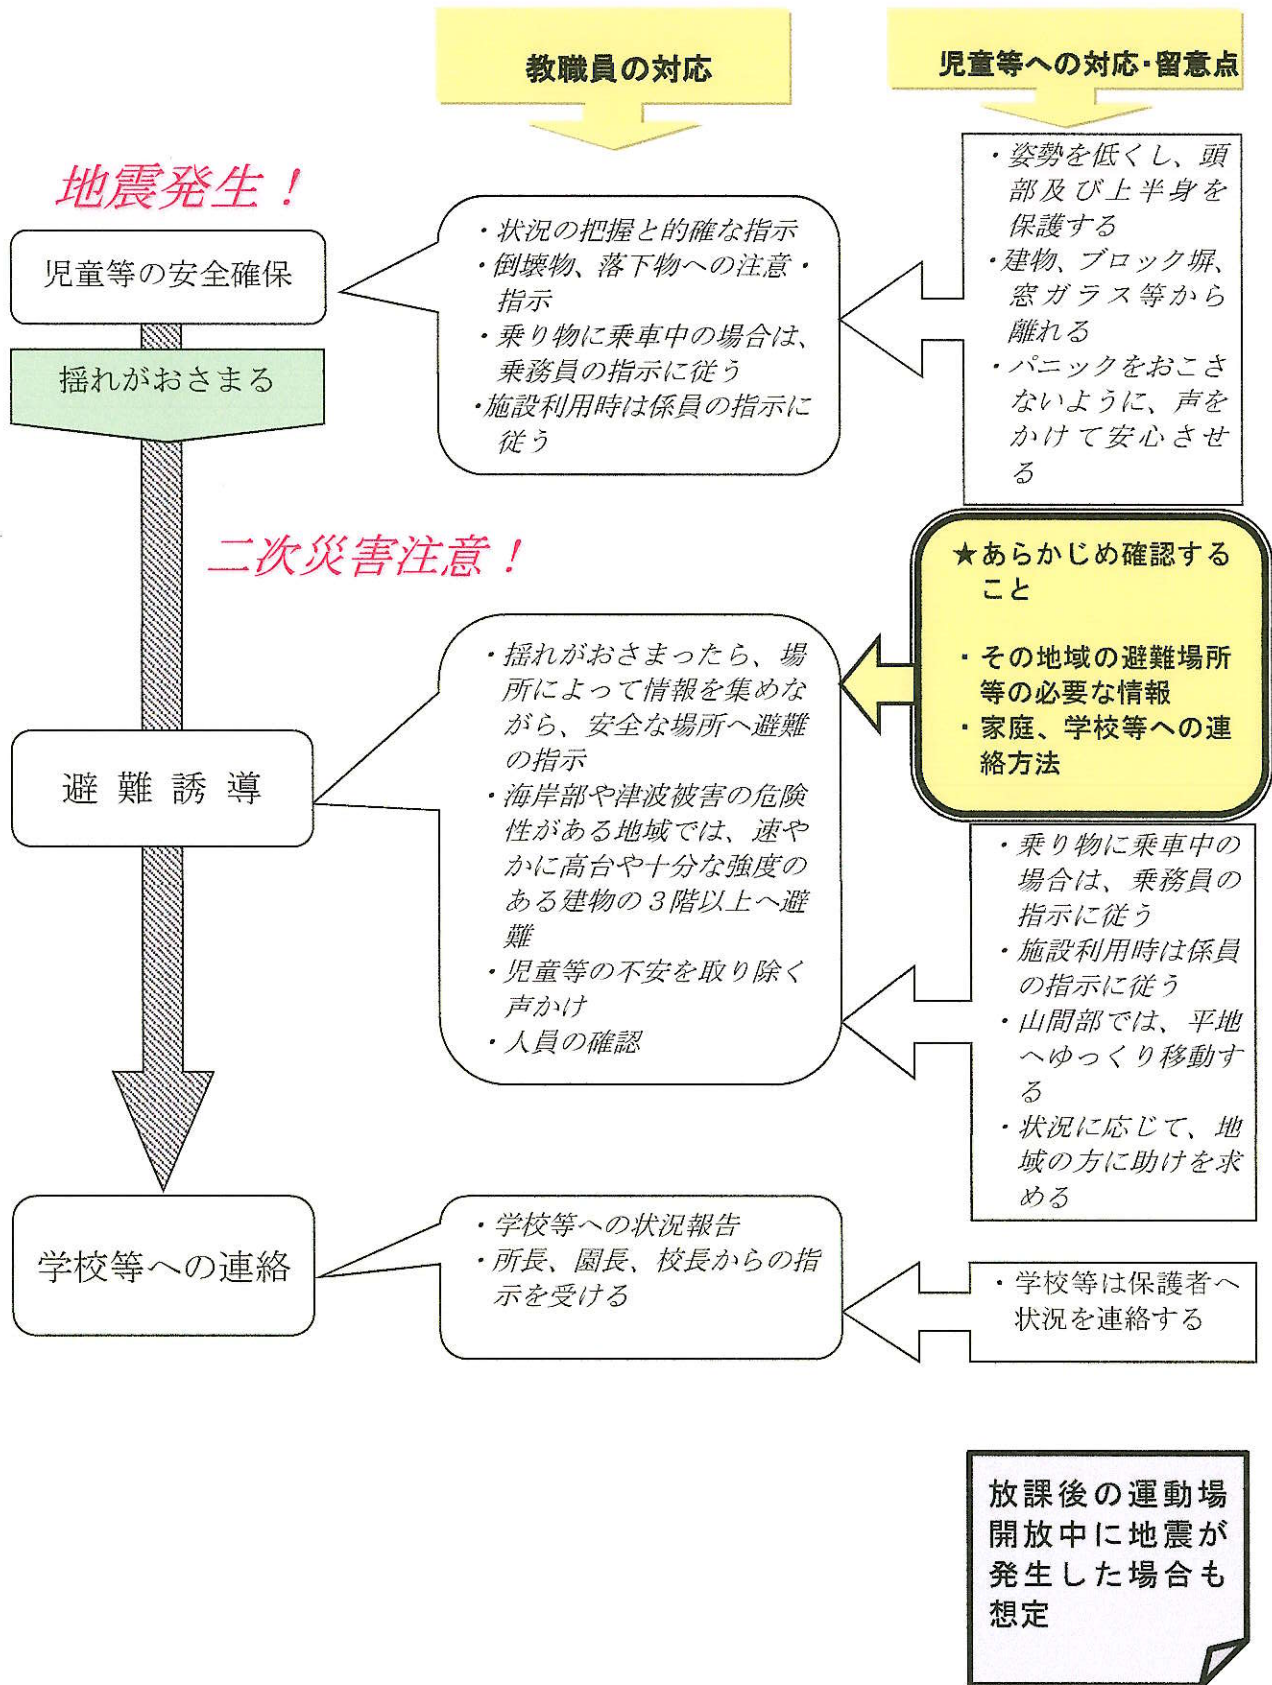 教職員の対応
児童等への対応・留意点
地震発生！
児童等の安全確保
・状況の把握と的確な指示
・倒壊物、落下物への注意・
指示
・乗り物に乗車中の場合は、
乗務員の指示に従う
・施設利用時は係員の指示に
従う
・姿勢を低くし、頭
部及び上半身を
保護する
・建物、ブロック塀、
窓ガラス等から
離れる
・パニックをおこさ
ないように、声を
かけて安心させ
る
揺れがおさまる
二次災害注意！
★あらかじめ確認する
こと
・その地域の避難場所
等の必要な情報
・家庭、学校等への連
絡方法
避難誘導
・揺れがおさまったら、場
所によって情報を集めな
がら、安全な場所へ避難
の指示
・海岸部や津波被害の危険
性がある地域では、速や
かに高台や十分な強度の
ある建物の３階以上へ避
難
・児童等の不安を取り除く
声かけ
・人員の確認
・乗り物に乗車中の
場合は、乗務員の
指示に従う
・施設利用時は係員
の指示に従う
・山間部では、平地
へゆっくり移動す
る
・状況に応じて、地
域の方に助けを求
める
学校等への連絡
・学校等への状況報告
・所長、園長、校長からの指
示を受ける
・学校等は保護者へ
状況を連絡する
放課後の運動場
開放中に地震が
発生した場合も
想定